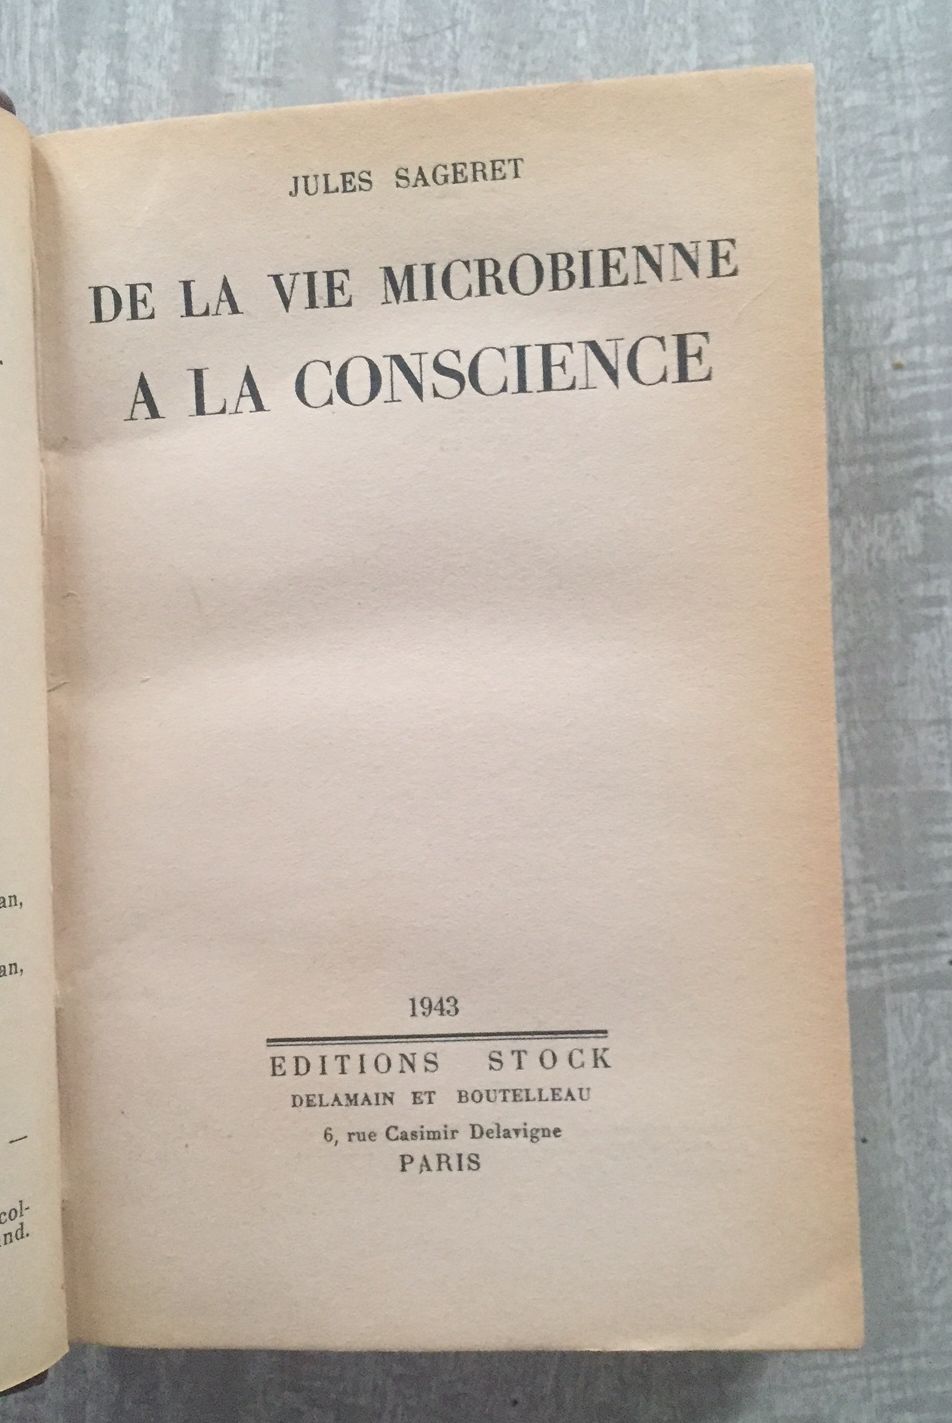 JULES SAGERET
DE LA VIE MICROBIENNE
A LA CONSCIENCE
1943
EDITIONS STOCK
DELAMAIN ET BOUTELLEAU
6, rue Casimir Delavigne
PARIS